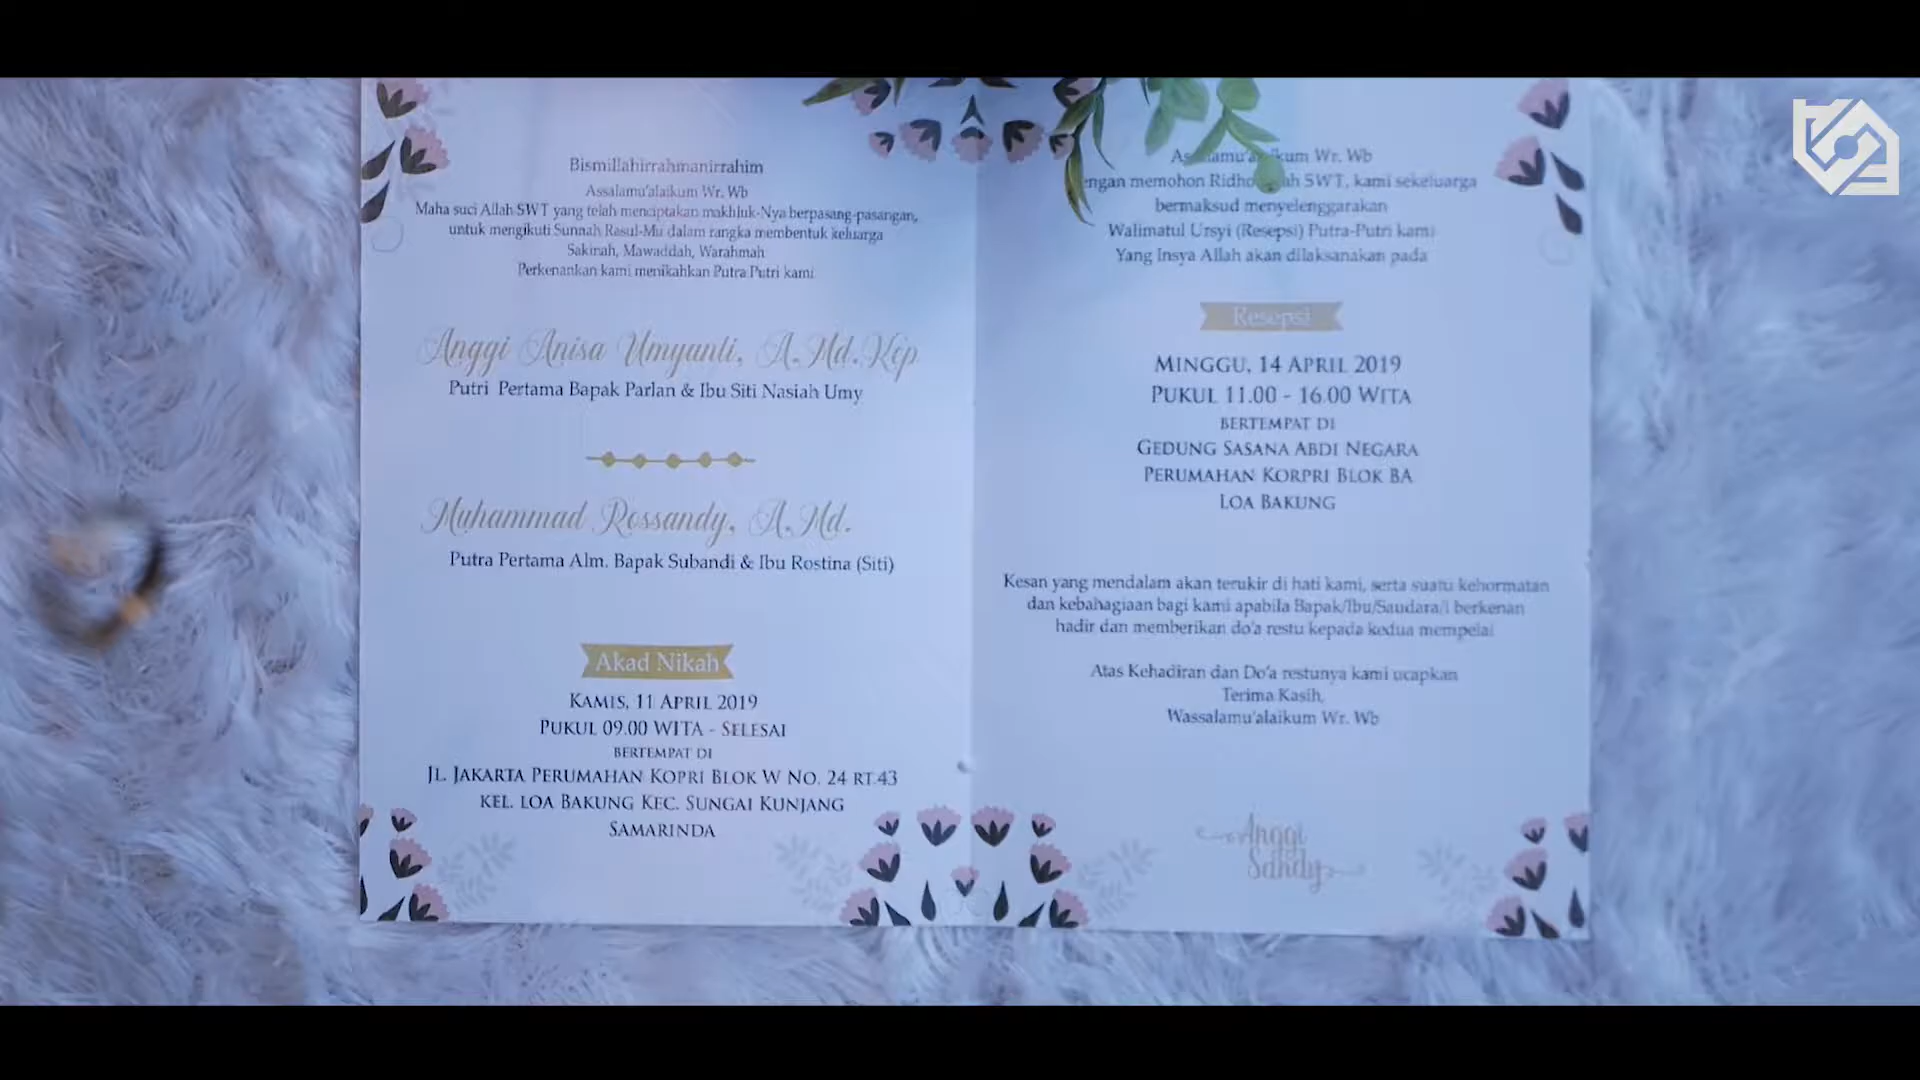 Bismillahirrahmanirrahim
Assalamu'alaikum Wr. Wb
Maha suci Allah SWT yang telah menciptakan makhluk-Nya berpasang-pasangan,
untuk mengikuti Sunnah Rasul-Mu dalam rangka membentuk keluarga
Sakinah, Mawaddah, Warahmah
Perkenankan kami menikahkan Putra Putri kami
Anggi Anisa Umyanti, A.Md.Kep
Putri Pertama Bapak Parlan & Ibu Siti Nasiah Umy
Muhammad Rossandy, A.Md.
Putra Pertama Alm. Bapak Subandi & Ibu Rostina (Siti)
Akad Nikah
KAMIS, 11 APRIL 2019
PUKUL 09.00 WITA - SELESAI
BERTEMPAT DI
JL. JAKARTA PERUMAHAN KOPRI BLOK W NO. 24 RT.43
KEL. LOA BAKUNG KEC. SUNGAI KUNJANG
SAMARINDA
Wr. Wb
memohon SWT, kami sekeluarga
bermaksud menyelenggarakan
Walimatul Ursyi (Resepsi) Putra-Putri kami
Yang Insya Allah akan dilaksanakan pada
Resepsi
MINGGU, 14 APRIL 2019
PUKUL 11.00 - 16.00 WITA
BERTEMPAT DI
GEDUNG SASANA ABDI NEGARA
PERUMAHAN KORPRI BLOK BA
LOA BAKUNG
Kesan yang mendalam akan terukir di hati kami, serta suatu kehormatan
dan kebahagiaan bagi kami apabila Bapak/Ibu/Saudara/i berkenan
hadir dan memberikan do'a restu kepada kedua mempelai
Atas Kehadiran dan Do'a restunya kami ucapkan
Terima Kasih,
Wassalamu'alaikum Wr. Wb
Anggi
Sandy